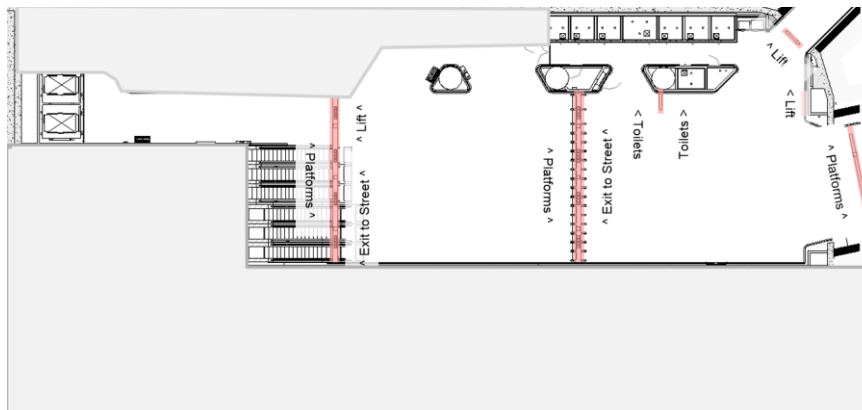 ^ Lift
< Lift
^ Lift ^
^ Exit to Street ^
^ Platforms ^
^ Platforms ^
^ Exit to Street ^
< Toilets
Toilets >
^ Platforms ^